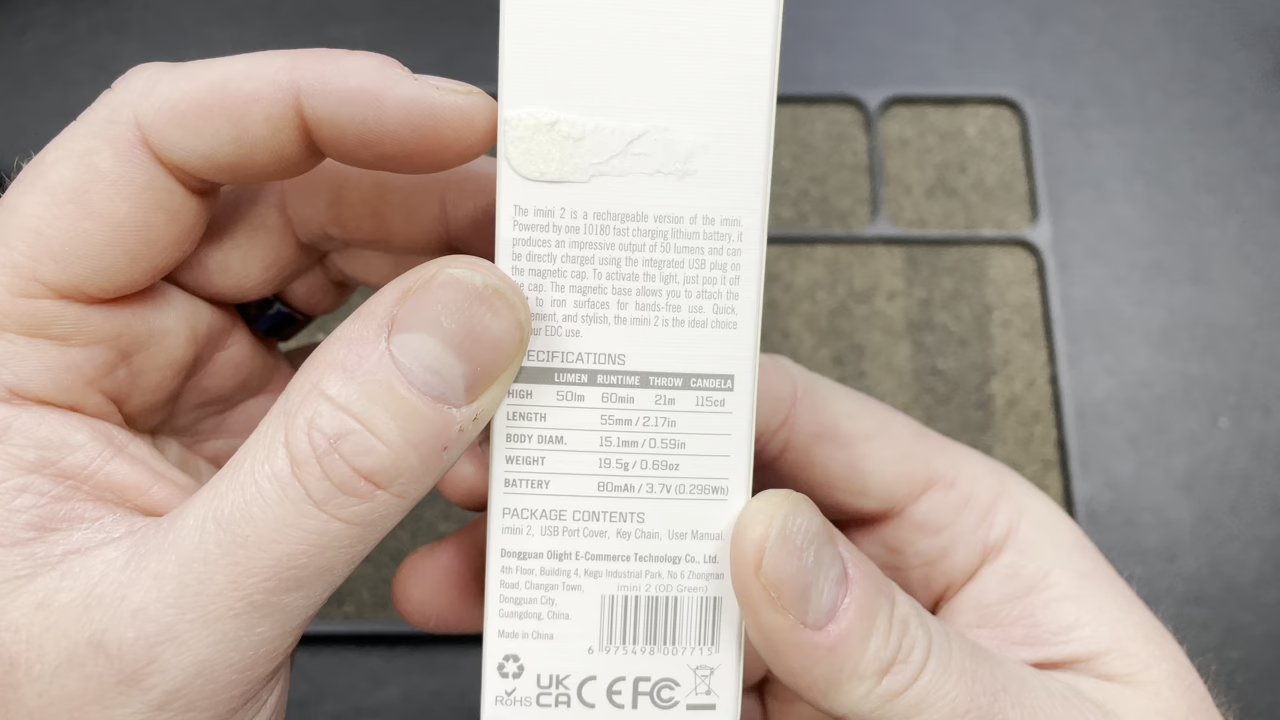 The imini 2 is a rechargeable version of the imini.
Powered by one 10180 fast charging lithium battery, it
produces an impressive output of 50 lumens and can
be directly charged using the integrated USB plug on
the magnetic cap. To activate the light, just pop it off
cap. The magnetic base allows you to attach the
to iron surfaces for hands-free use. Quick,
and stylish, the imini 2 is the ideal choice
EDC use.
ECIFICATIONS
LUMEN RUNTIME THROW CANDELA
HIGH 50lm 60min 21m 115cd
LENGTH 55mm / 2.17in
BODY DIAM. 15.1mm / 0.59in
WEIGHT 19.5g / 0.69oz
BATTERY 80mAh / 3.7V (0.296Wh)
PACKAGE CONTENTS
imini 2, USB Port Cover, Key Chain, User Manual.
Dongguan Olight E-Commerce Technology Co., Ltd.
4th Floor, Building 4, Kegu Industrial Park, No 6 Zhongnan
Road, Changan Town,
Dongguan City,
Guangdong, China.
imini 2 (OD Green)
6 975498 007715
Made in China
RoHS UK CA CE FC